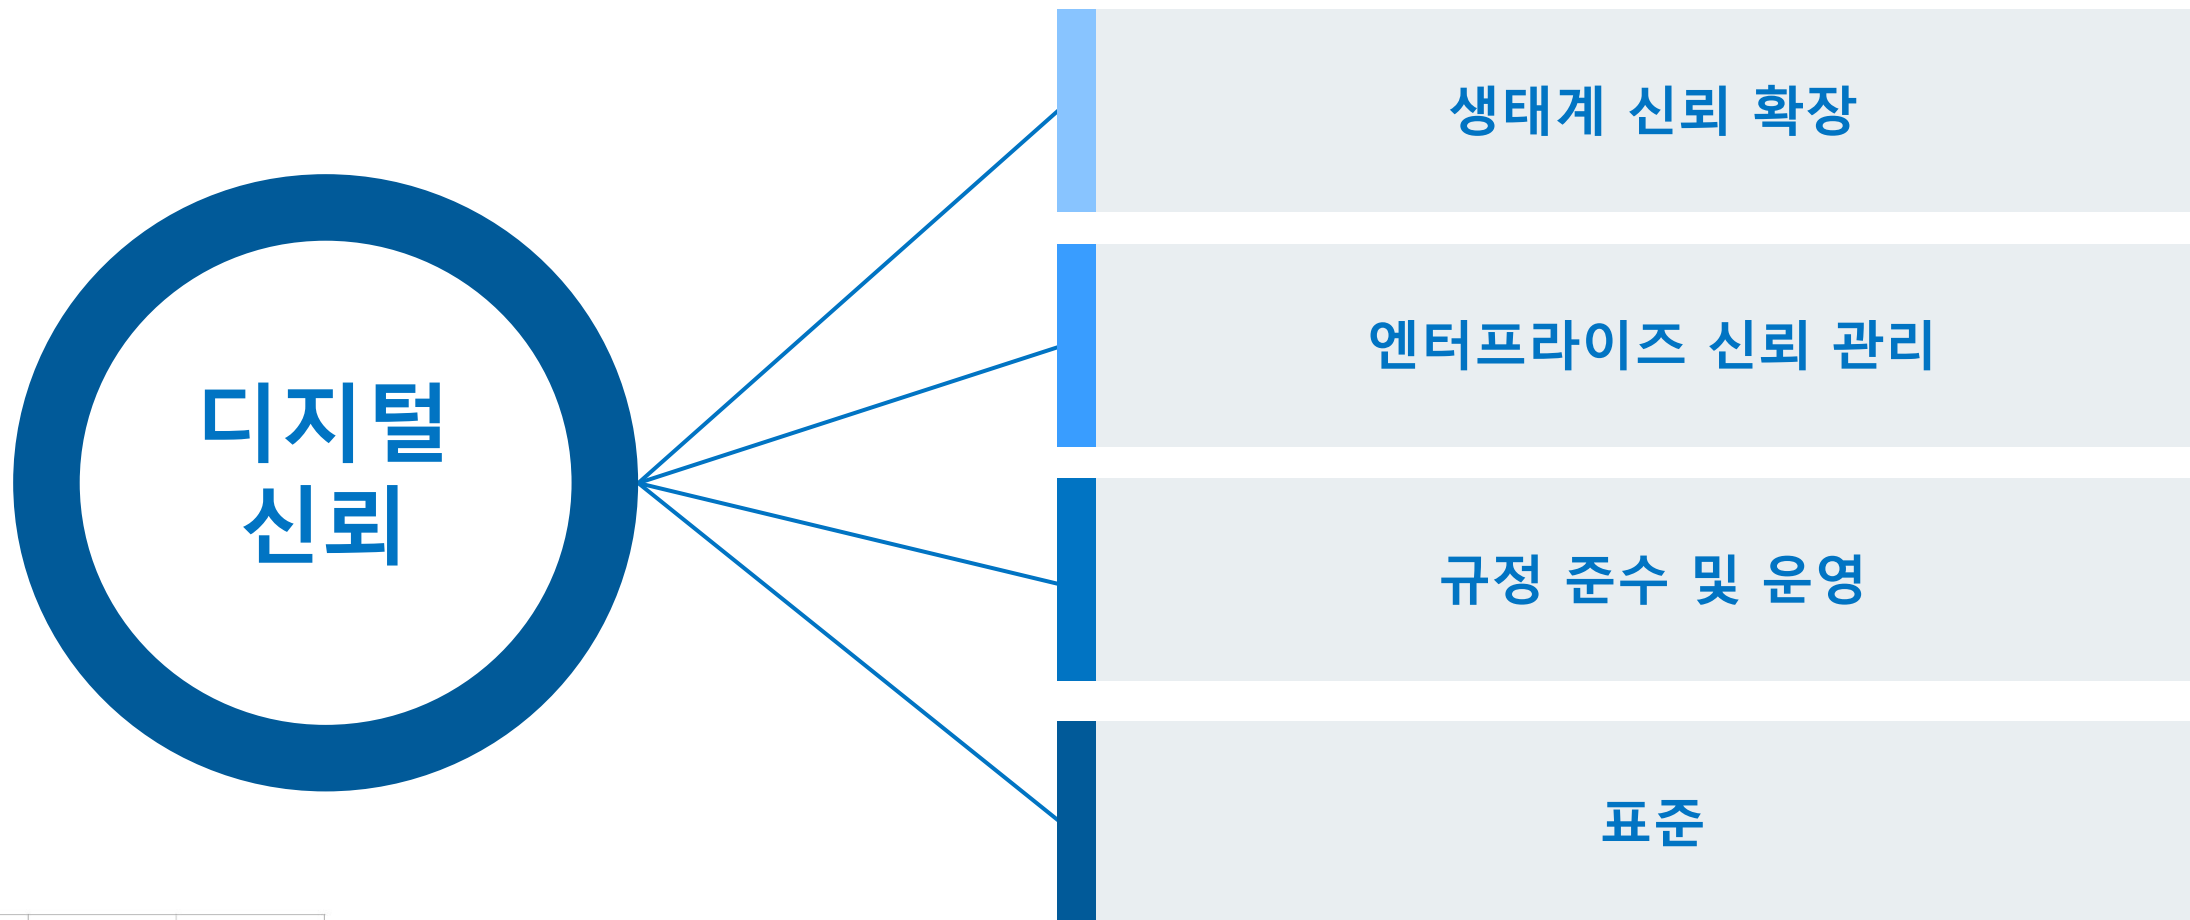 디지털
신뢰
생태계 신뢰 확장
엔터프라이즈 신뢰 관리
규정 준수 및 운영
표준